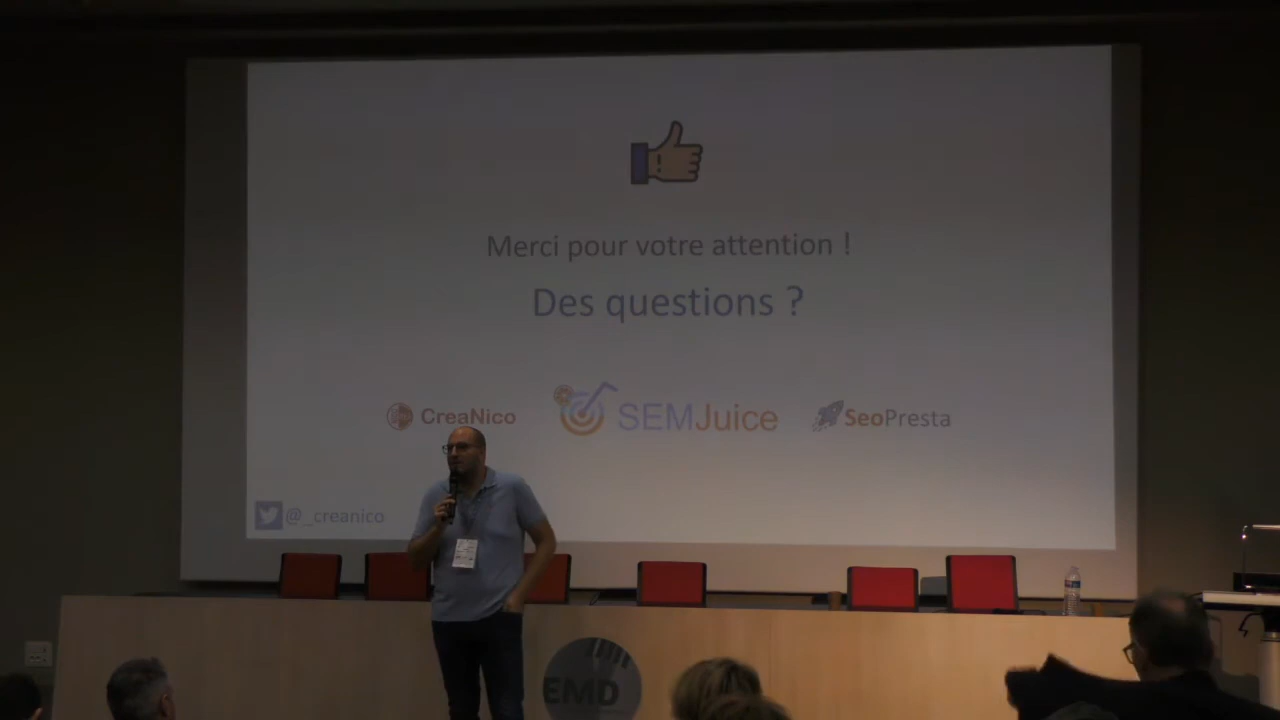 Merci pour votre attention !
Des questions ?
CreaNico
SEMJuice
SeoPresta
@_creanico
EMD